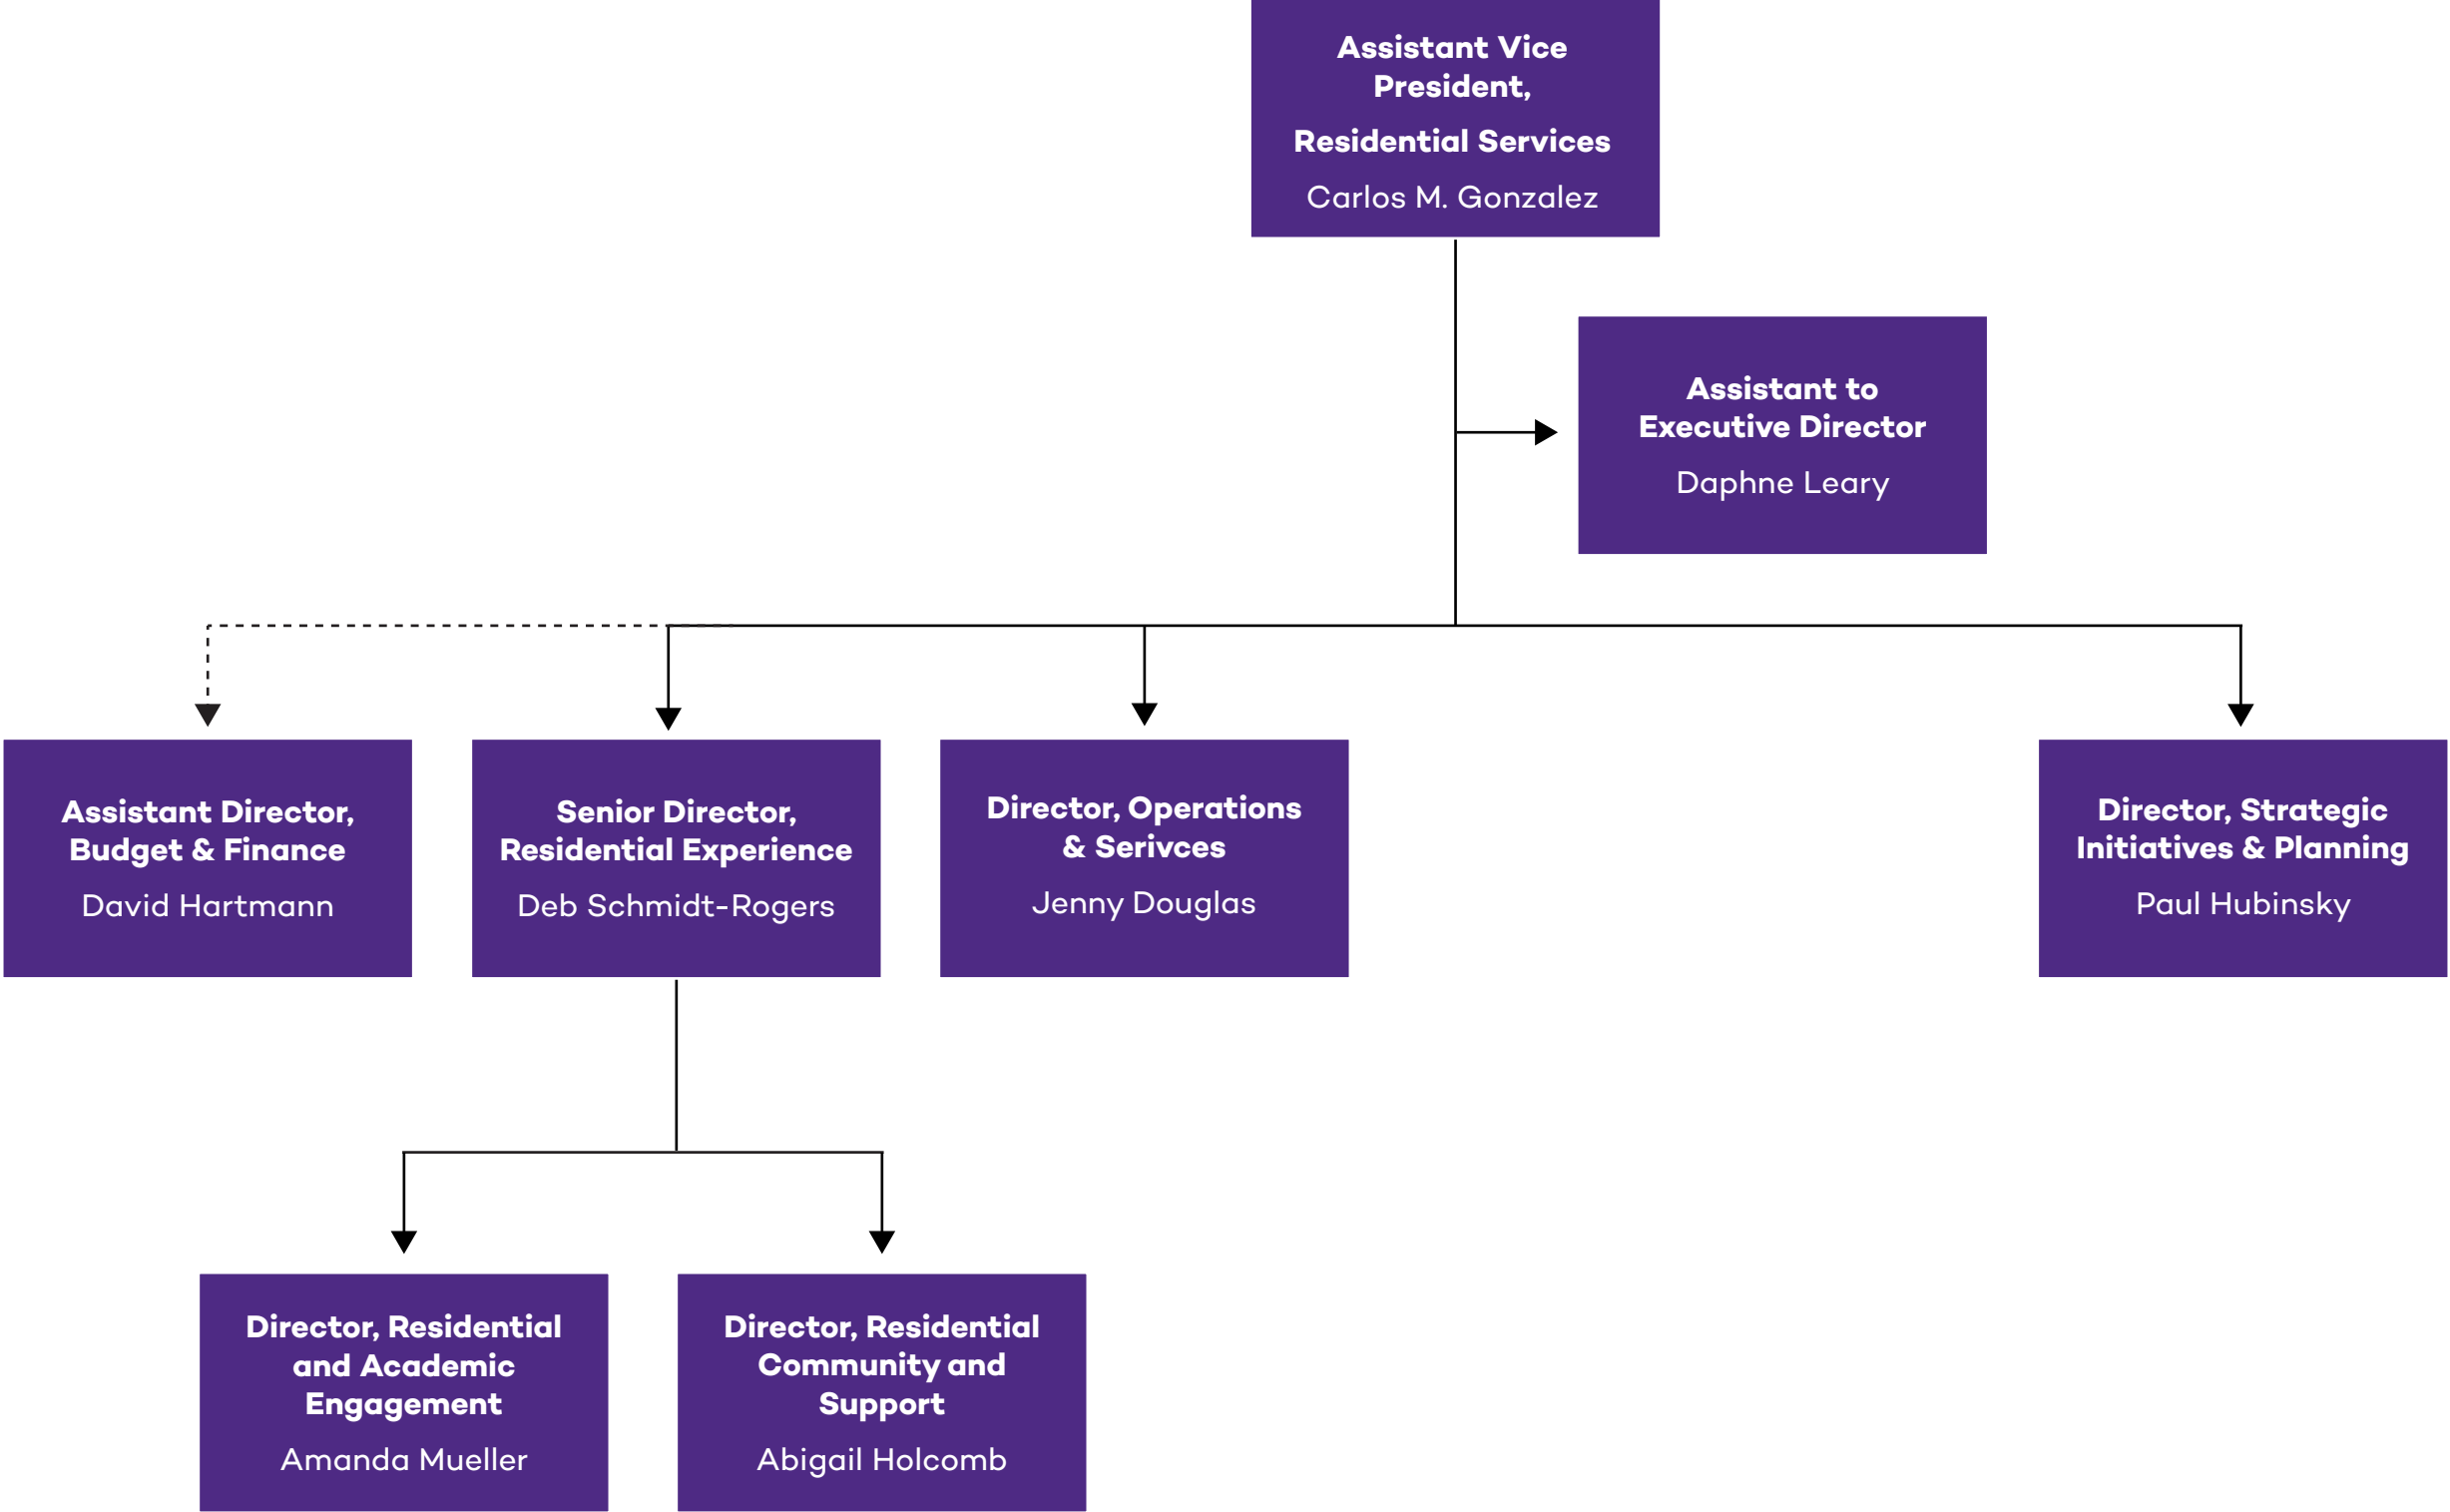 Assistant Vice
President,
Residential Services
Carlos M. Gonzalez
Assistant to
Executive Director
Daphne Leary
Assistant Director,
Budget & Finance
David Hartmann
Senior Director,
Residential Experience
Deb Schmidt-Rogers
Director, Operations
& Serivces
Jenny Douglas
Director, Strategic
Initiatives & Planning
Paul Hubinsky
Director, Residential
and Academic
Engagement
Amanda Mueller
Director, Residential
Community and
Support
Abigail Holcomb